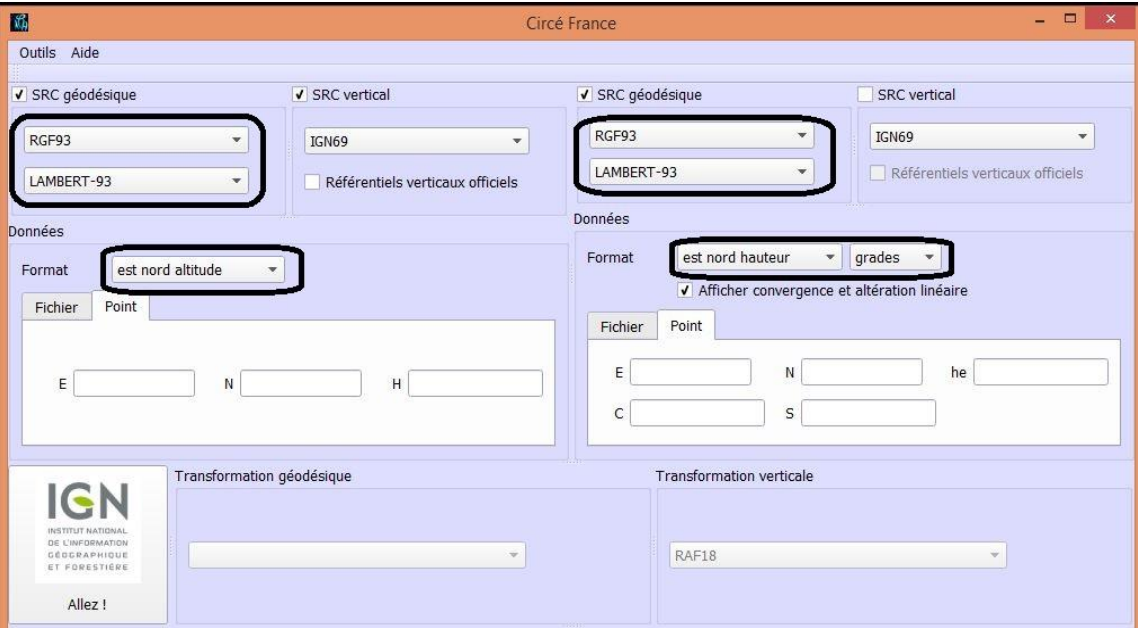 Circé France
Outils Aide
SRC géodésique
SRC vertical
SRC géodésique
SRC vertical
RGF93
LAMBERT-93
IGN69
Référentiels verticaux officiels
RGF93
LAMBERT-93
IGN69
Référentiels verticaux officiels
Données
Format
est nord altitude
Fichier Point
E N H
Données
Format
est nord hauteur grades
Afficher convergence et altération linéaire
Fichier Point
E N he
C S
IGN
INSTITUT NATIONAL
DE L'INFORMATION
GÉOGRAPHIQUE
ET FORESTIÈRE
Allez !
Transformation géodésique
Transformation verticale
RAF18